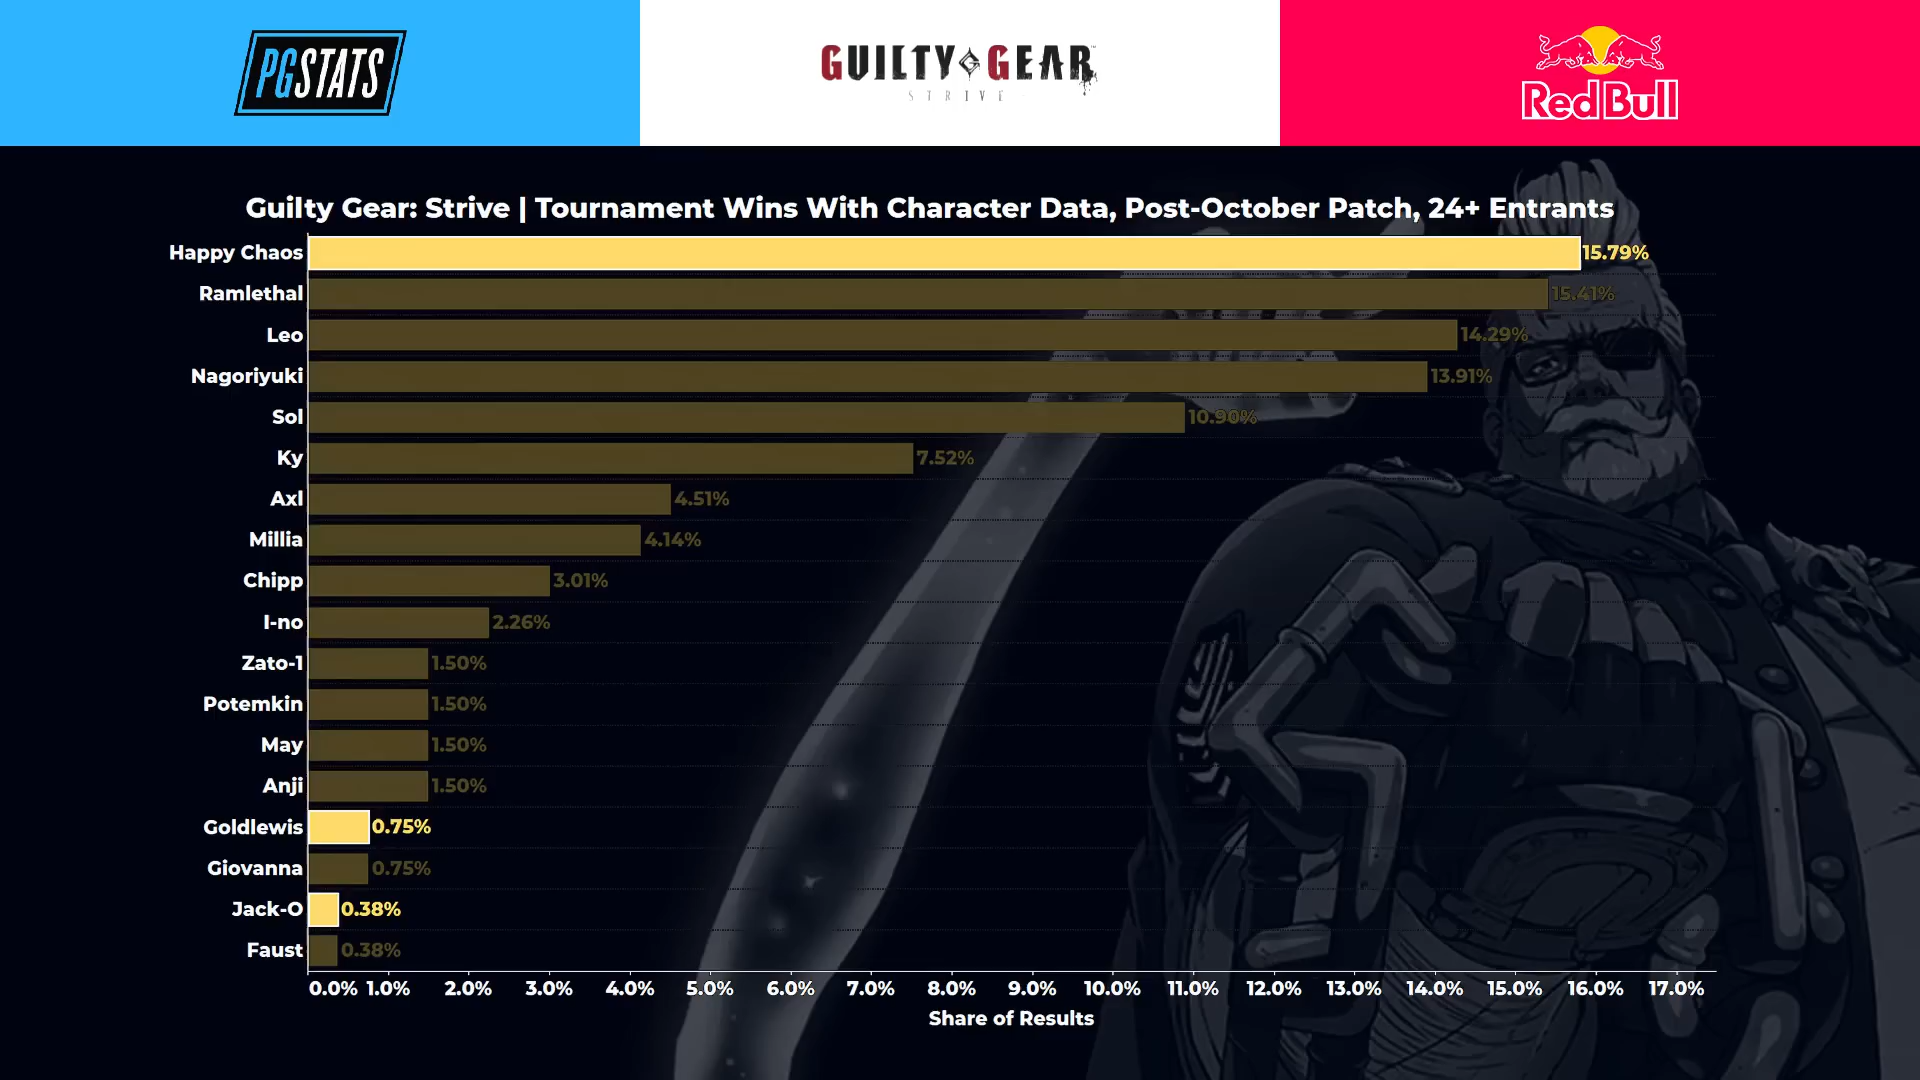 PGSTATS
GUILTY GEAR™
STRIVE
Red Bull
Guilty Gear: Strive | Tournament Wins With Character Data, Post-October Patch, 24+ Entrants
Happy Chaos 15.79%
Ramlethal 15.41%
Leo 14.29%
Nagoriyuki 13.91%
Sol 10.90%
Ky 7.52%
Axl 4.51%
Millia 4.14%
Chipp 3.01%
I-no 2.26%
Zato-1 1.50%
Potemkin 1.50%
May 1.50%
Anji 1.50%
Goldlewis 0.75%
Giovanna 0.75%
Jack-O 0.38%
Faust 0.38%
0.0% 1.0% 2.0% 3.0% 4.0% 5.0% 6.0% 7.0% 8.0% 9.0% 10.0% 11.0% 12.0% 13.0% 14.0% 15.0% 16.0% 17.0%
Share of Results